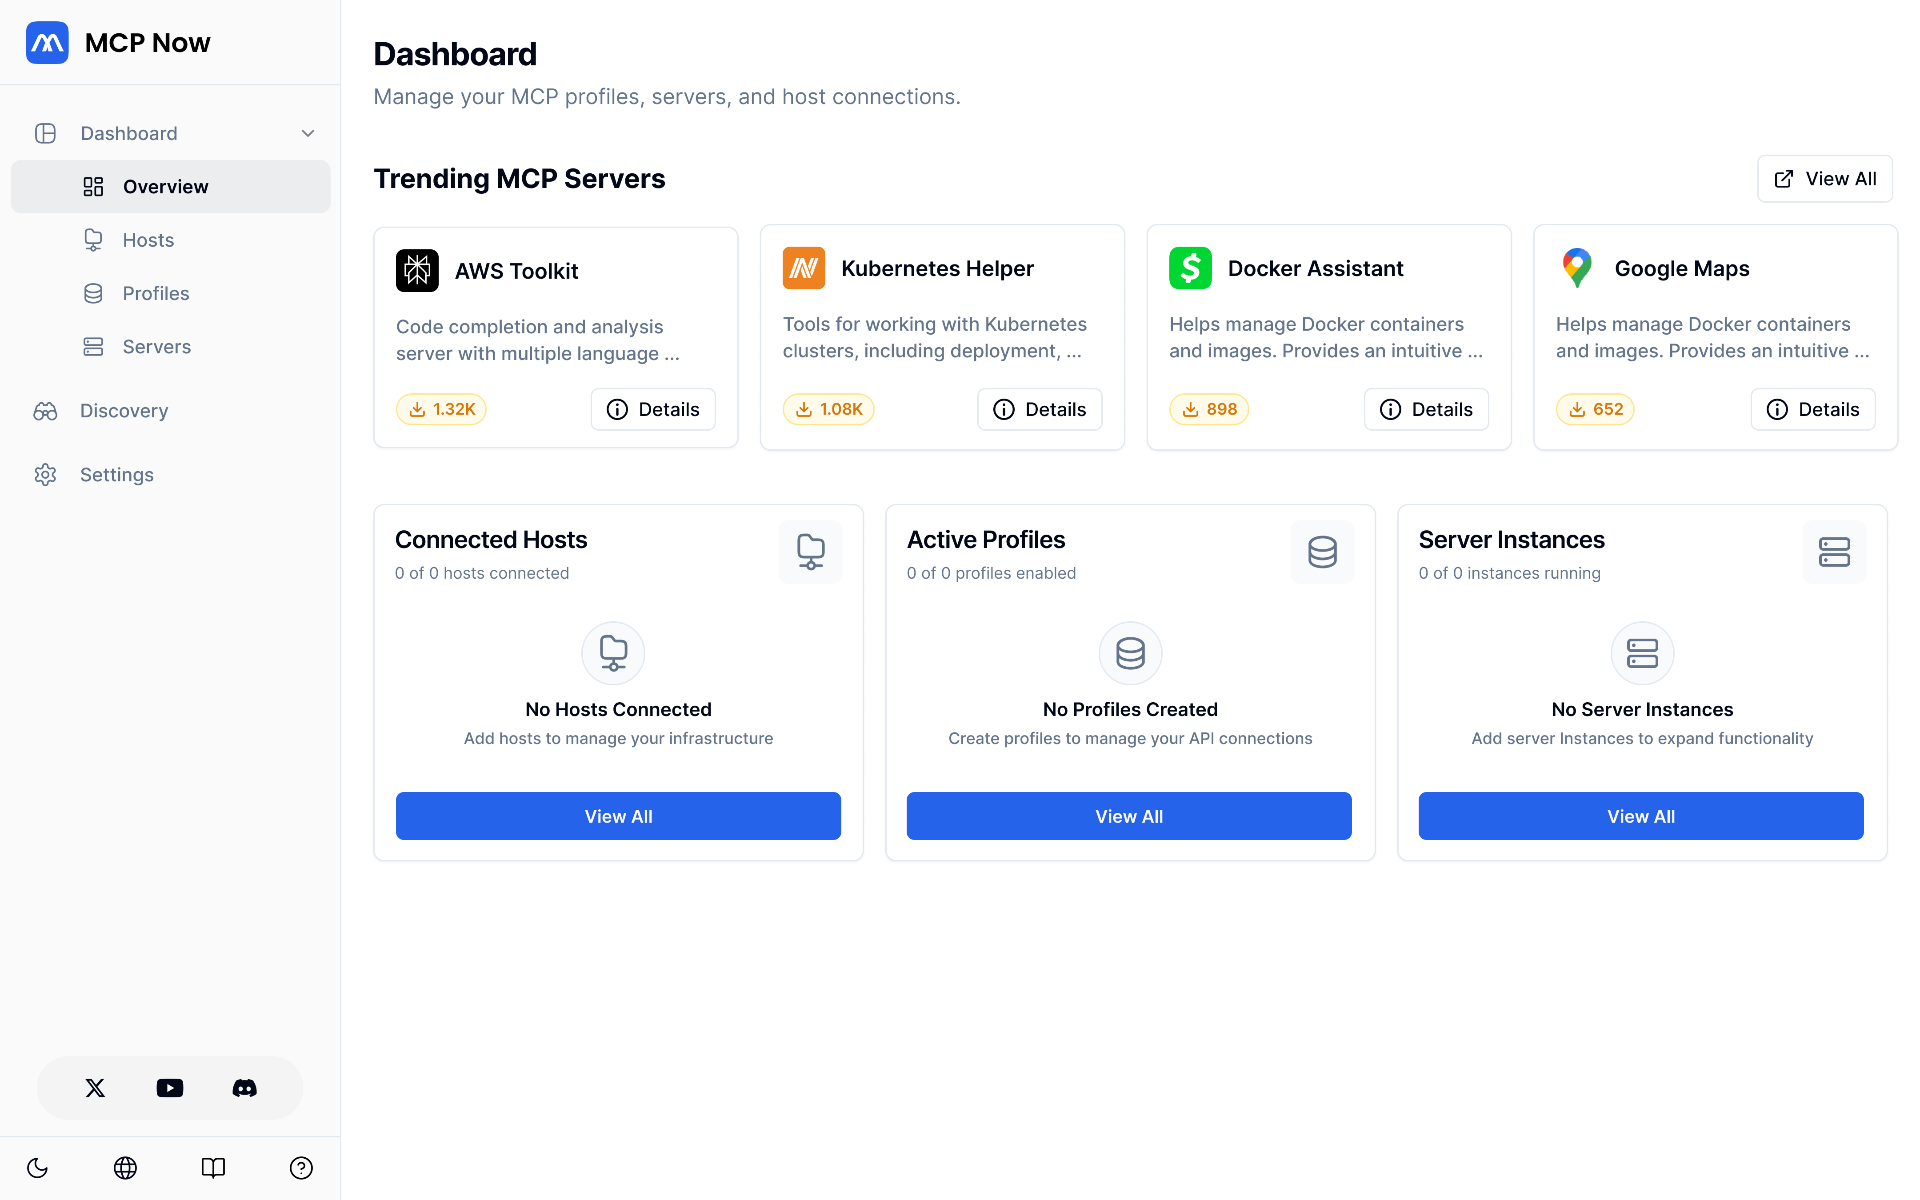 MCP Now
Dashboard
Overview
Hosts
Profiles
Servers
Discovery
Settings
Dashboard
Manage your MCP profiles, servers, and host connections.
Trending MCP Servers
View All
AWS Toolkit
Code completion and analysis
server with multiple language ...
1.32K
Details
Kubernetes Helper
Tools for working with Kubernetes
clusters, including deployment, ...
1.08K
Details
Docker Assistant
Helps manage Docker containers
and images. Provides an intuitive ...
898
Details
Google Maps
Helps manage Docker containers
and images. Provides an intuitive ...
652
Details
Connected Hosts
0 of 0 hosts connected
No Hosts Connected
Add hosts to manage your infrastructure
View All
Active Profiles
0 of 0 profiles enabled
No Profiles Created
Create profiles to manage your API connections
View All
Server Instances
0 of 0 instances running
No Server Instances
Add server Instances to expand functionality
View All